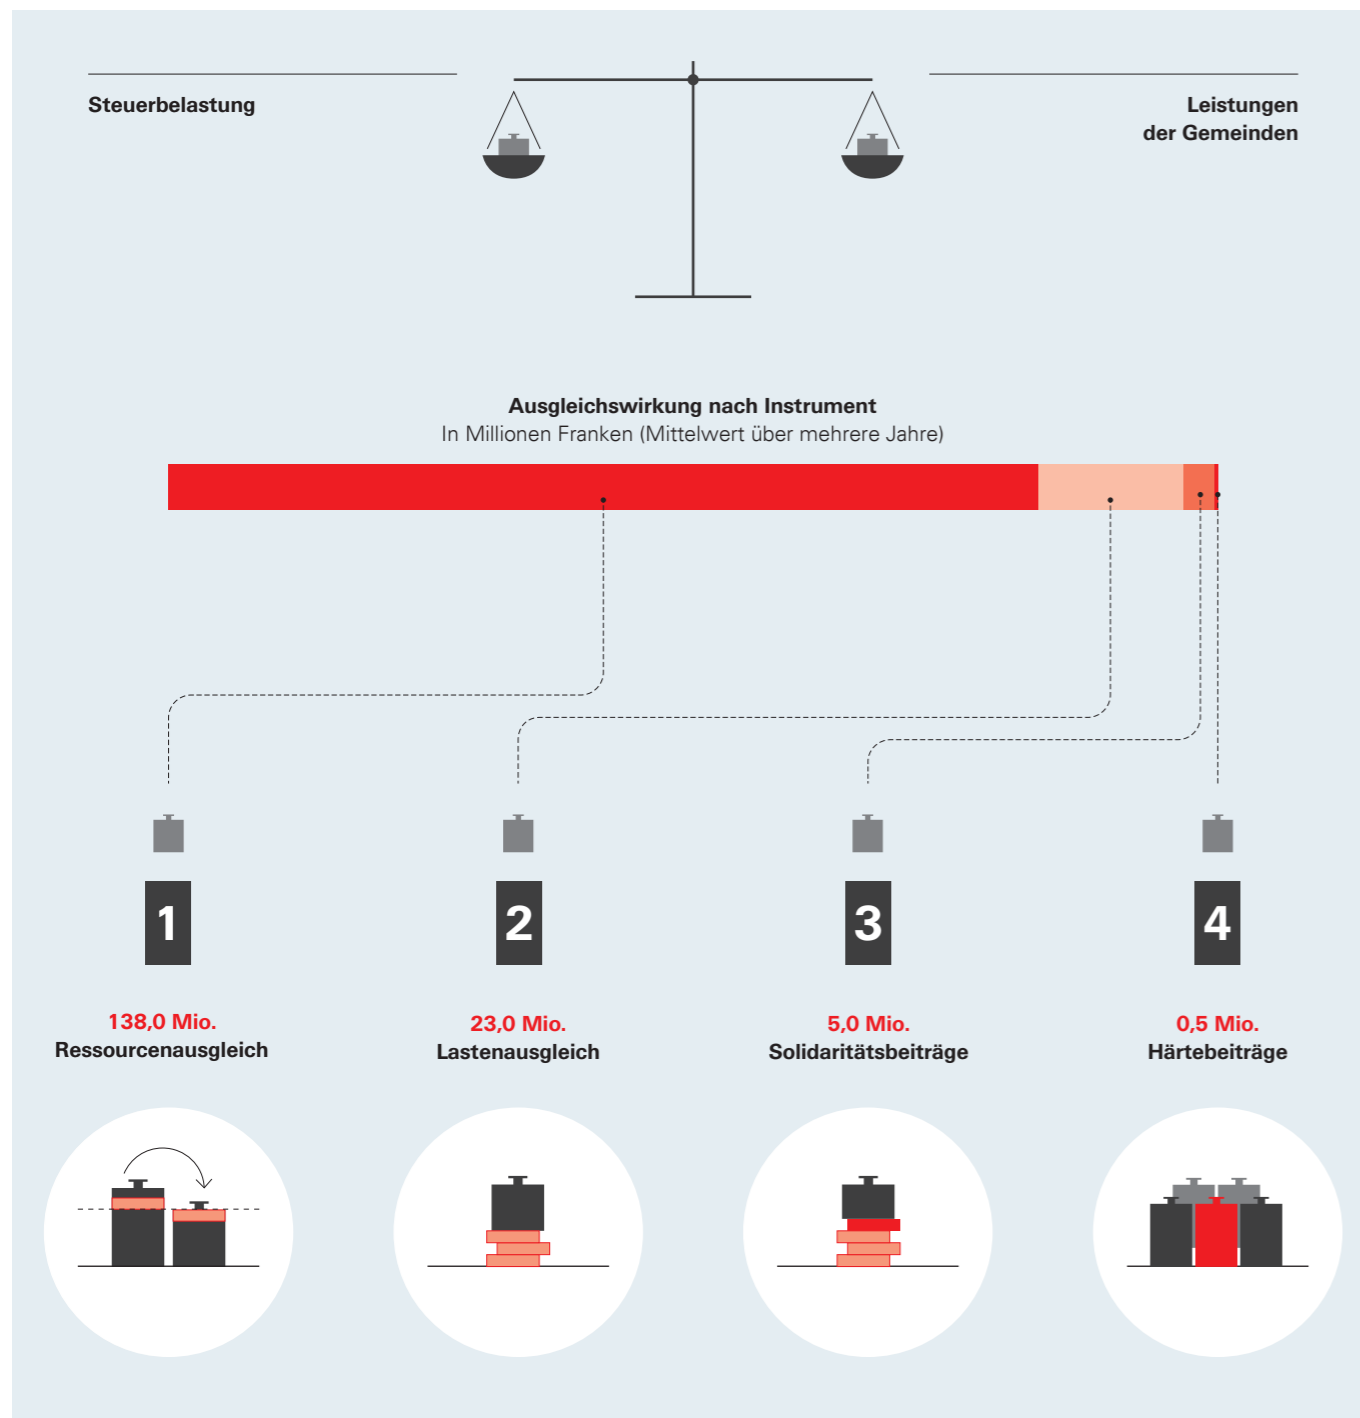 Steuerbelastung
Leistungen
der Gemeinden
Ausgleichswirkung nach Instrument
In Millionen Franken (Mittelwert über mehrere Jahre)
1
2
3
4
138,0 Mio.
Ressourcenausgleich
23,0 Mio.
Lastenausgleich
5,0 Mio.
Solidaritätsbeiträge
0,5 Mio.
Härtebeiträge